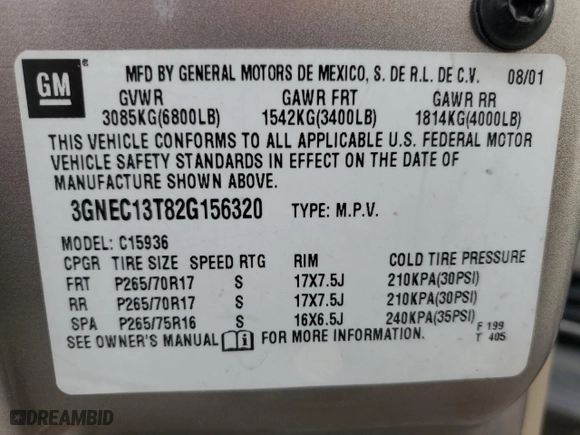 GM
MFD BY GENERAL MOTORS DE MEXICO, S. DE R.L. DE C.V. 08/01
GVWR GAWR FRT GAWR RR
3085KG(6800LB) 1542KG(3400LB) 1814KG(4000LB)
THIS VEHICLE CONFORMS TO ALL APPLICABLE U.S. FEDERAL MOTOR
VEHICLE SAFETY STANDARDS IN EFFECT ON THE DATE OF
MANUFACTURE SHOWN ABOVE.
3GNEC13T82G156320 TYPE: M.P.V.
MODEL: C15936
CPGR TIRE SIZE SPEED RTG RIM COLD TIRE PRESSURE
FRT P265/70R17 S 17X7.5J 210KPA(30PSI)
RR P265/70R17 S 17X7.5J 210KPA(30PSI)
SPA P265/75R16 S 16X6.5J 240KPA(35PSI)
F 199
SEE OWNER'S MANUAL FOR MORE INFORMATION. T 405
DREAMBID